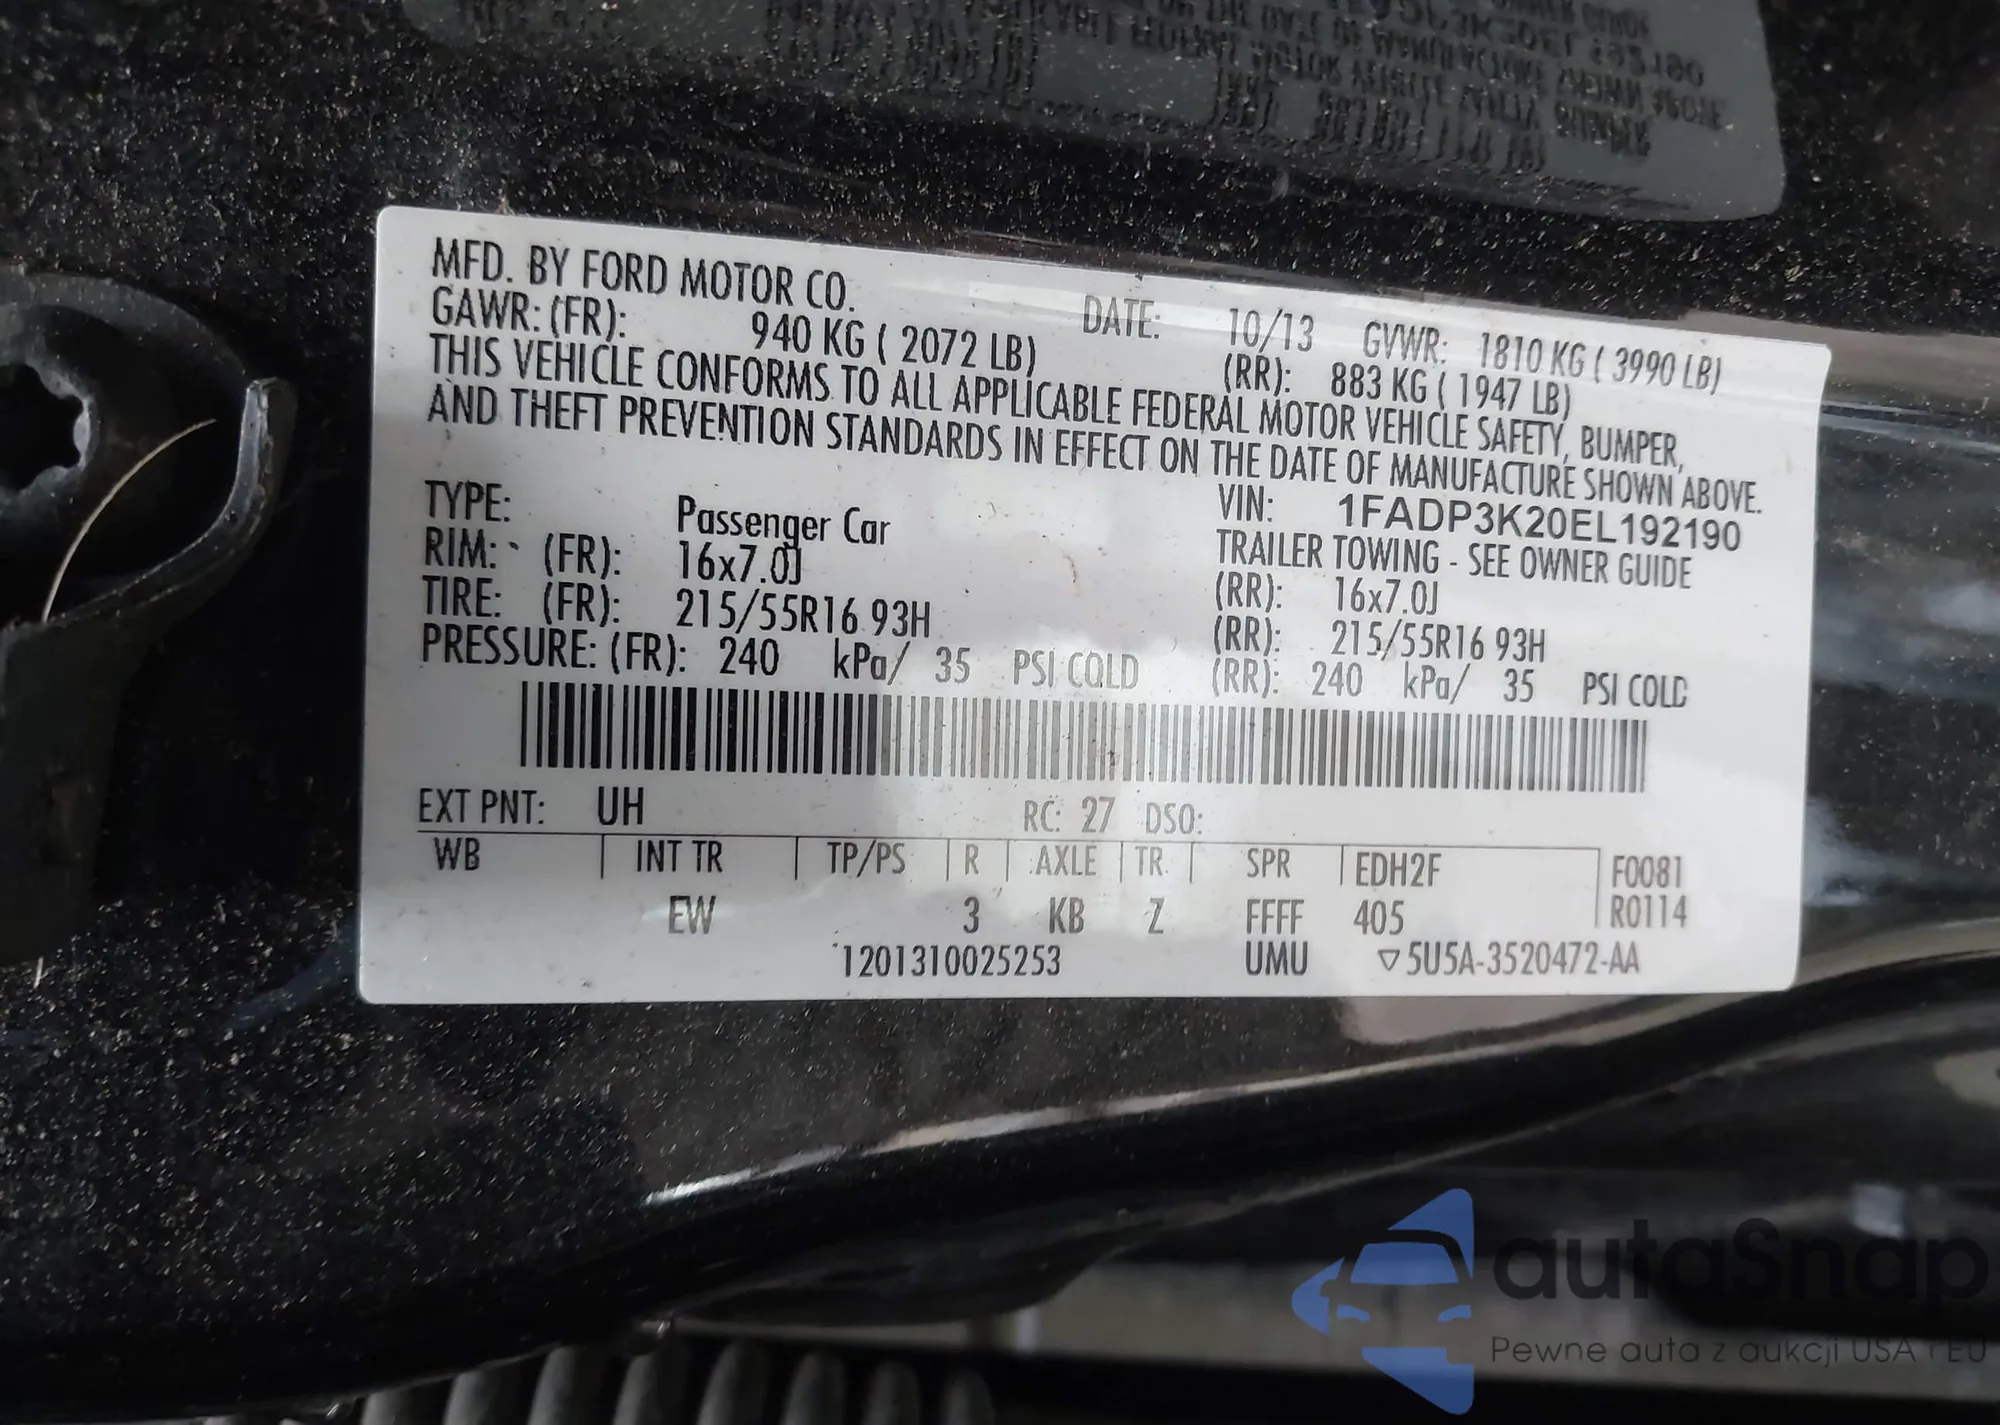 MFD. BY FORD MOTOR CO. DATE: 10/13 GVWR: 1810 KG ( 3990 LB)
GAWR: (FR): 940 KG ( 2072 LB) (RR): 883 KG ( 1947 LB)
THIS VEHICLE CONFORMS TO ALL APPLICABLE FEDERAL MOTOR VEHICLE SAFETY, BUMPER,
AND THEFT PREVENTION STANDARDS IN EFFECT ON THE DATE OF MANUFACTURE SHOWN ABOVE.
VIN: 1FADP3K20EL192190
TYPE: Passenger Car TRAILER TOWING - SEE OWNER GUIDE
RIM: (FR): 16x7.0J (RR): 16x7.0J
TIRE: (FR): 215/55R16 93H (RR): 215/55R16 93H
PRESSURE: (FR): 240 kPa/ 35 PSI COLD (RR): 240 kPa/ 35 PSI COLD
EXT PNT: UH RC: 27 DSO:
WB INT TR TP/PS R AXLE TR SPR EDH2F F0081
EW 3 KB Z FFFF 405 R0114
1201310025253 UMU ▽5U5A-3520472-AA
autaSnap
Pewne auta z aukcji USA i EU